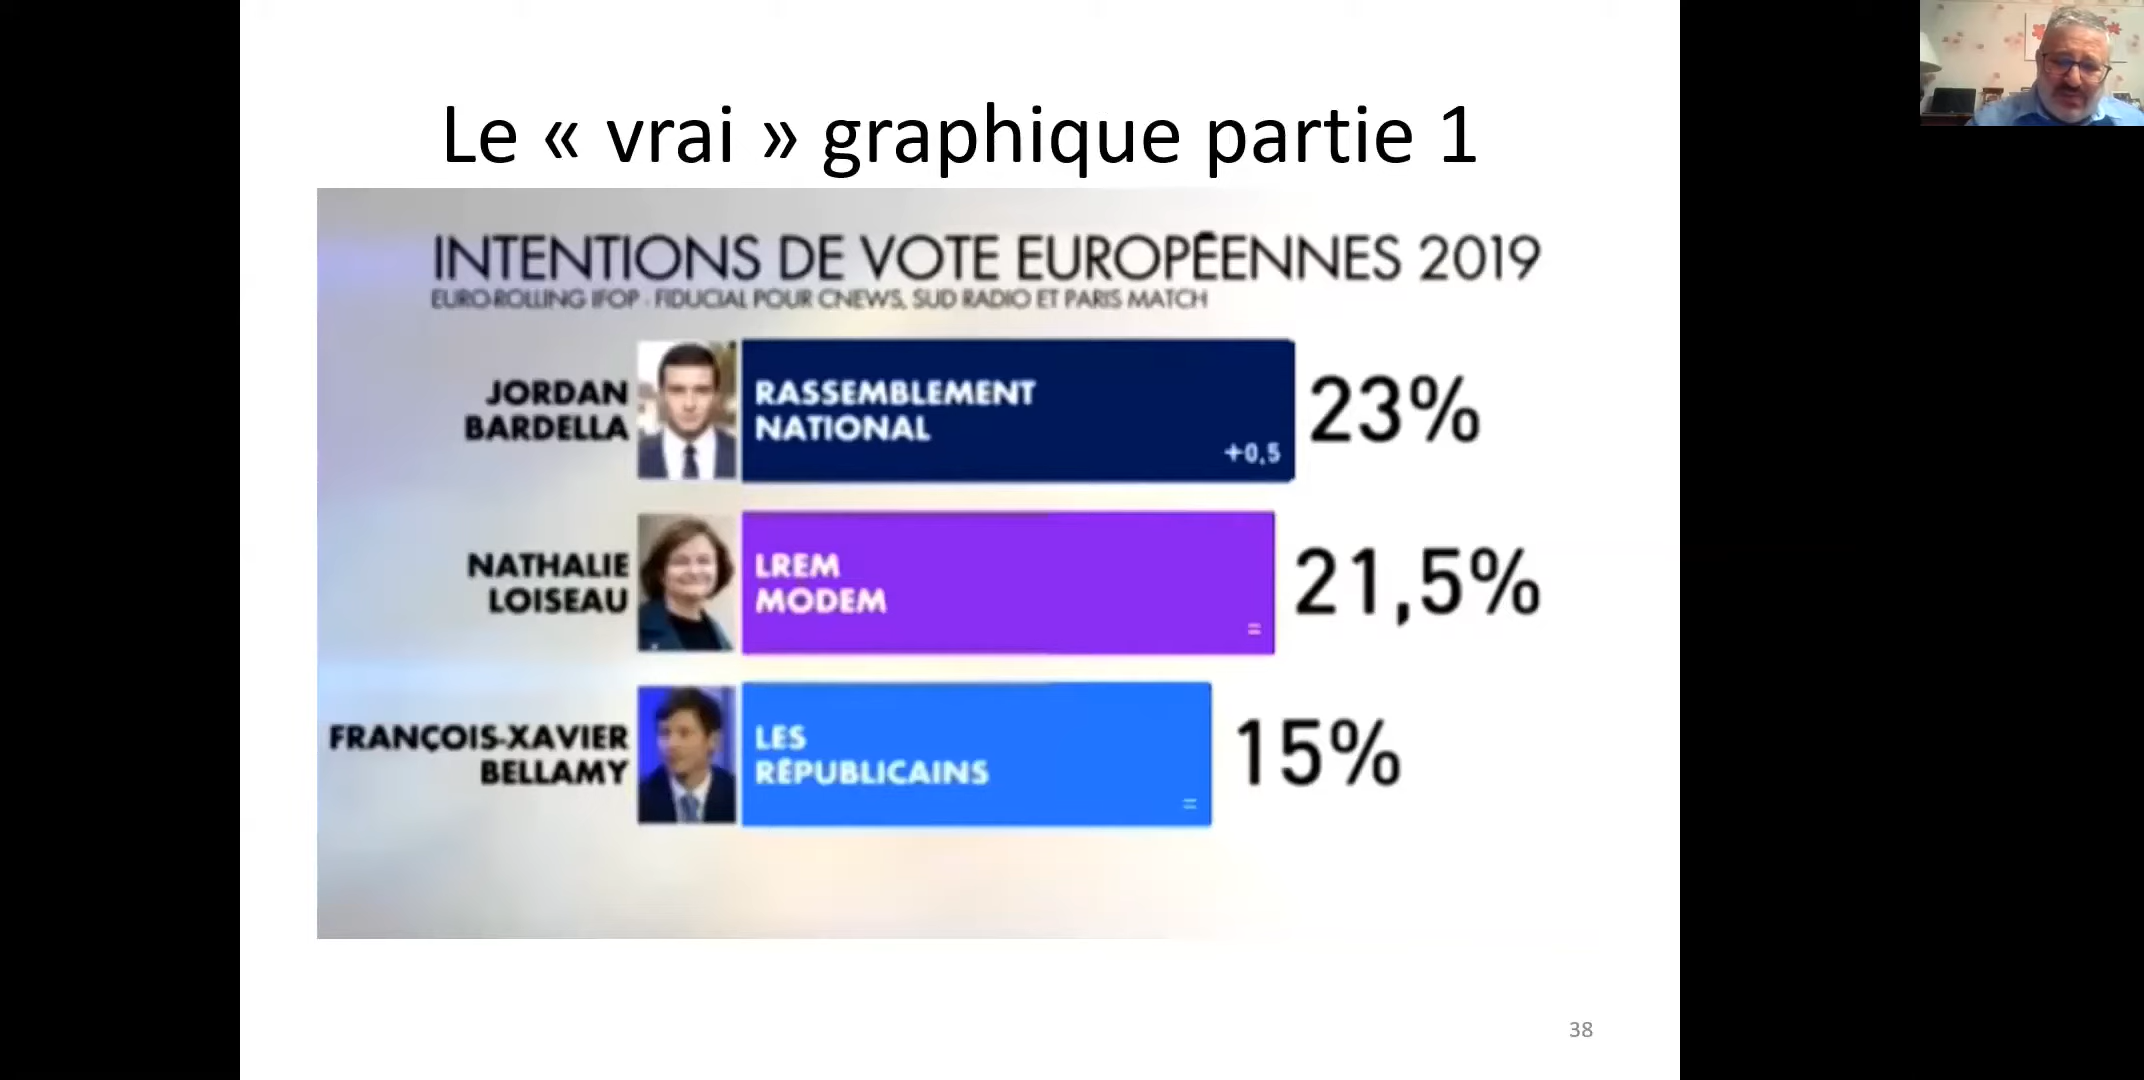 Le « vrai » graphique partie 1
INTENTIONS DE VOTE EUROPÉENNES 2019
EURO-ROLLING IFOP - FIDUCIAL POUR CNEWS, SUD RADIO ET PARIS MATCH
JORDAN
BARDELLA
RASSEMBLEMENT
NATIONAL
+0,5
23%
NATHALIE
LOISEAU
LREM
MODEM
=
21,5%
FRANÇOIS-XAVIER
BELLAMY
LES
RÉPUBLICAINS
=
15%
38